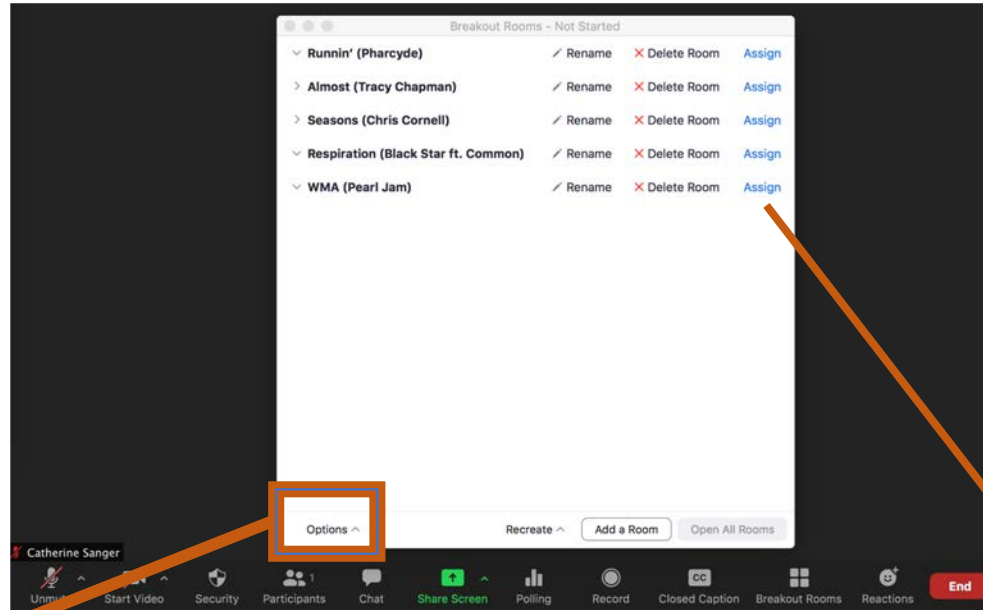 Breakout Rooms - Not Started
Runnin' (Pharcyde) Rename Delete Room Assign
Almost (Tracy Chapman) Rename Delete Room Assign
Seasons (Chris Cornell) Rename Delete Room Assign
Respiration (Black Star ft. Common) Rename Delete Room Assign
WMA (Pearl Jam) Rename Delete Room Assign
Options Recreate Add a Room Open All Rooms
Catherine Sanger
Start Video Security Participants 1 Chat Share Screen Polling Record CC Closed Caption Breakout Rooms Reactions End